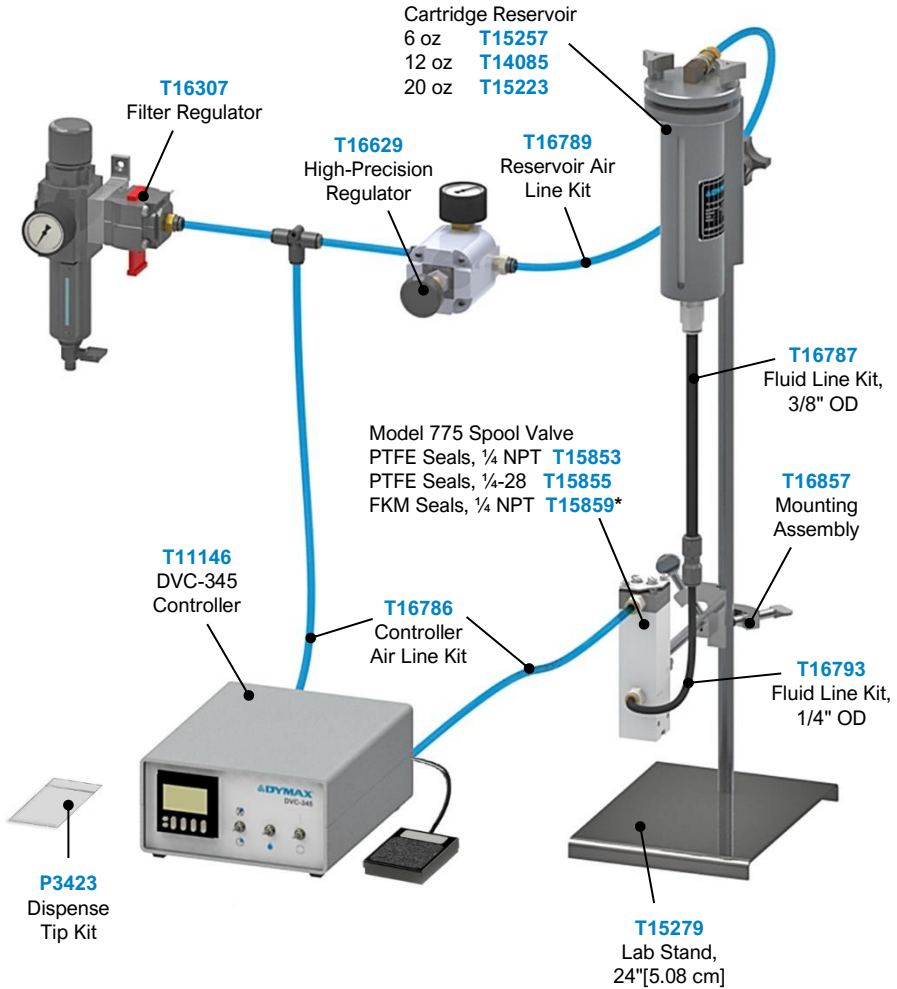 Cartridge Reservoir
6 oz T15257
12 oz T14085
20 oz T15223
T16307
Filter Regulator
T16629
High-Precision
Regulator
T16789
Reservoir Air
Line Kit
DYMAX
T16787
Fluid Line Kit,
3/8" OD
Model 775 Spool Valve
PTFE Seals, ¼ NPT T15853
PTFE Seals, ¼-28 T15855
FKM Seals, ¼ NPT T15859*
T16857
Mounting
Assembly
T11146
DVC-345
Controller
T16786
Controller
Air Line Kit
T16793
Fluid Line Kit,
1/4" OD
DYMAX
DVC-345
P3423
Dispense
Tip Kit
T15279
Lab Stand,
24"[5.08 cm]